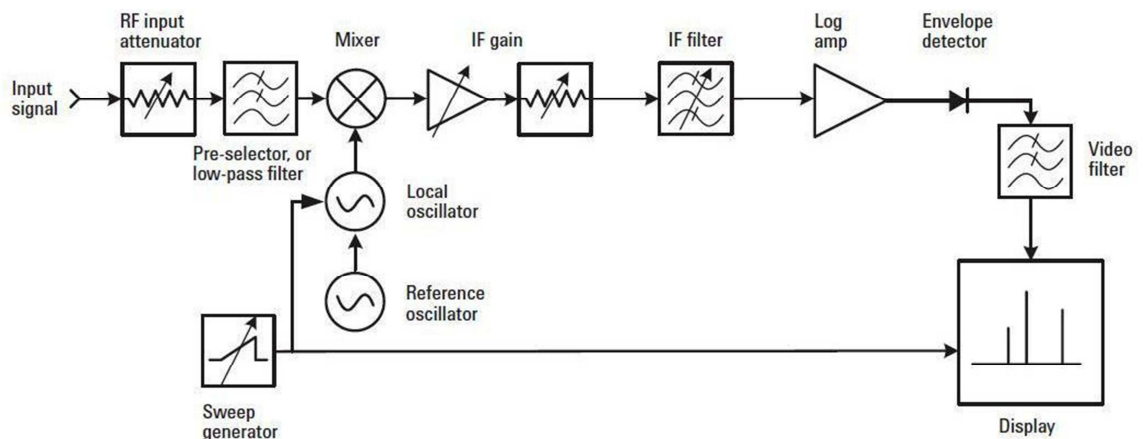 RF input
attenuator
Mixer
IF gain
IF filter
Log
amp
Envelope
detector
Input
signal
Pre-selector, or
low-pass filter
Local
oscillator
Video
filter
Reference
oscillator
Sweep
generator
Display